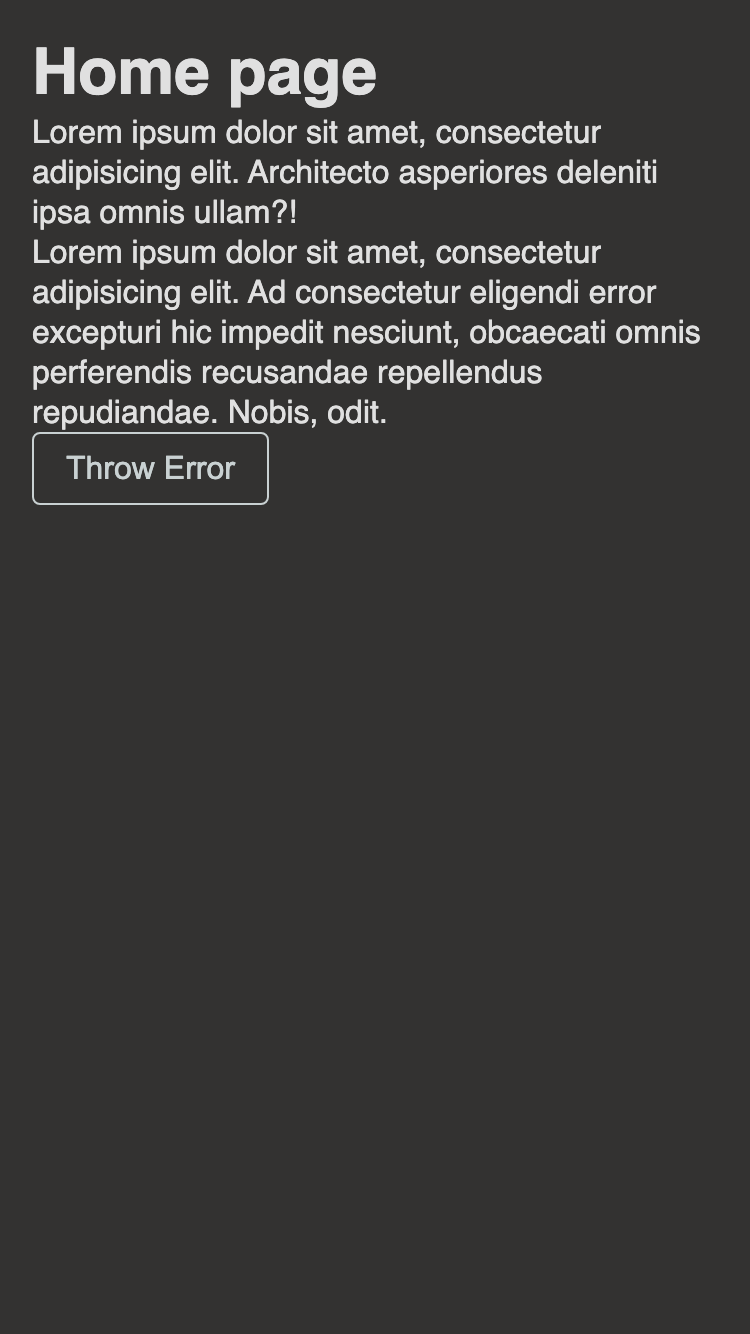 Home page
Lorem ipsum dolor sit amet, consectetur
adipisicing elit. Architecto asperiores deleniti
ipsa omnis ullam?!
Lorem ipsum dolor sit amet, consectetur
adipisicing elit. Ad consectetur eligendi error
excepturi hic impedit nesciunt, obcaecati omnis
perferendis recusandae repellendus
repudiandae. Nobis, odit.
Throw Error